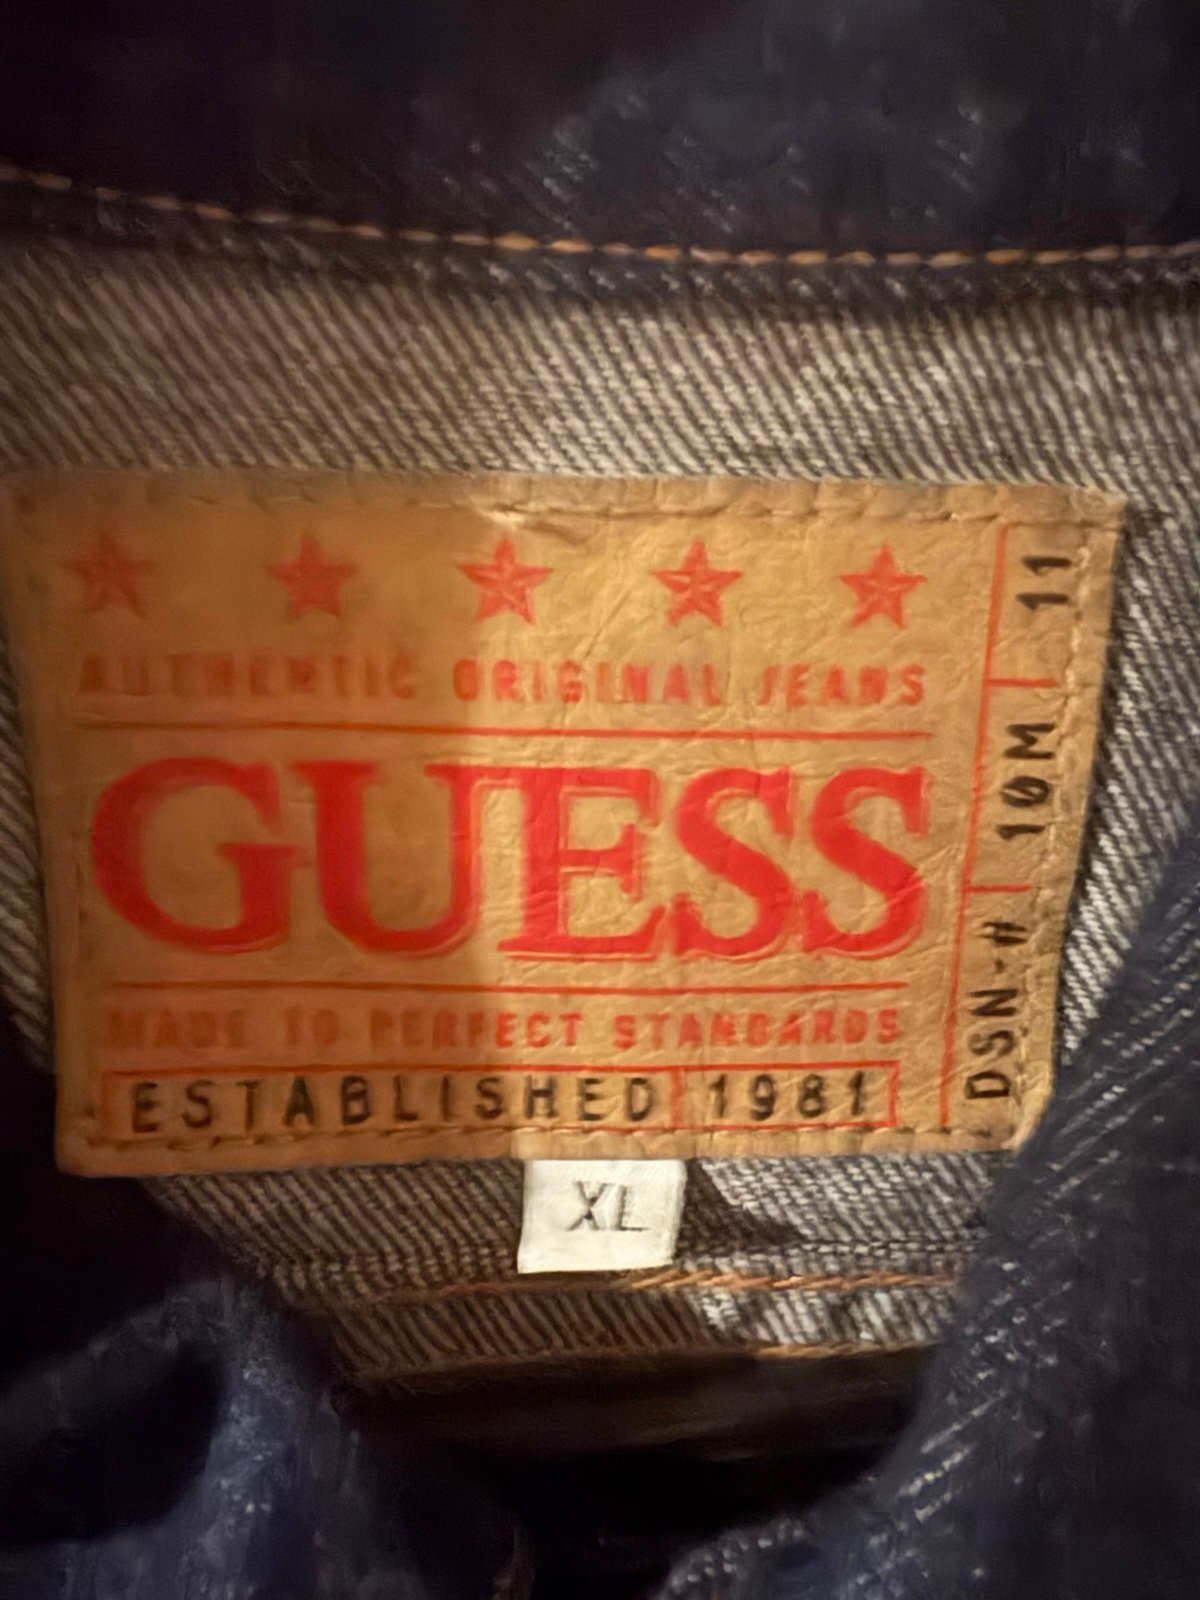 AUTHENTIC ORIGINAL JEANS
GUESS
MADE TO PERFECT STANDARDS
ESTABLISHED 1981
DSN-# 10M 11
XL